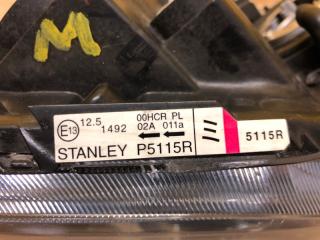 M
E13 12.5 1492 00HCR PL
02A 011a
STANLEY P5115R
5115R